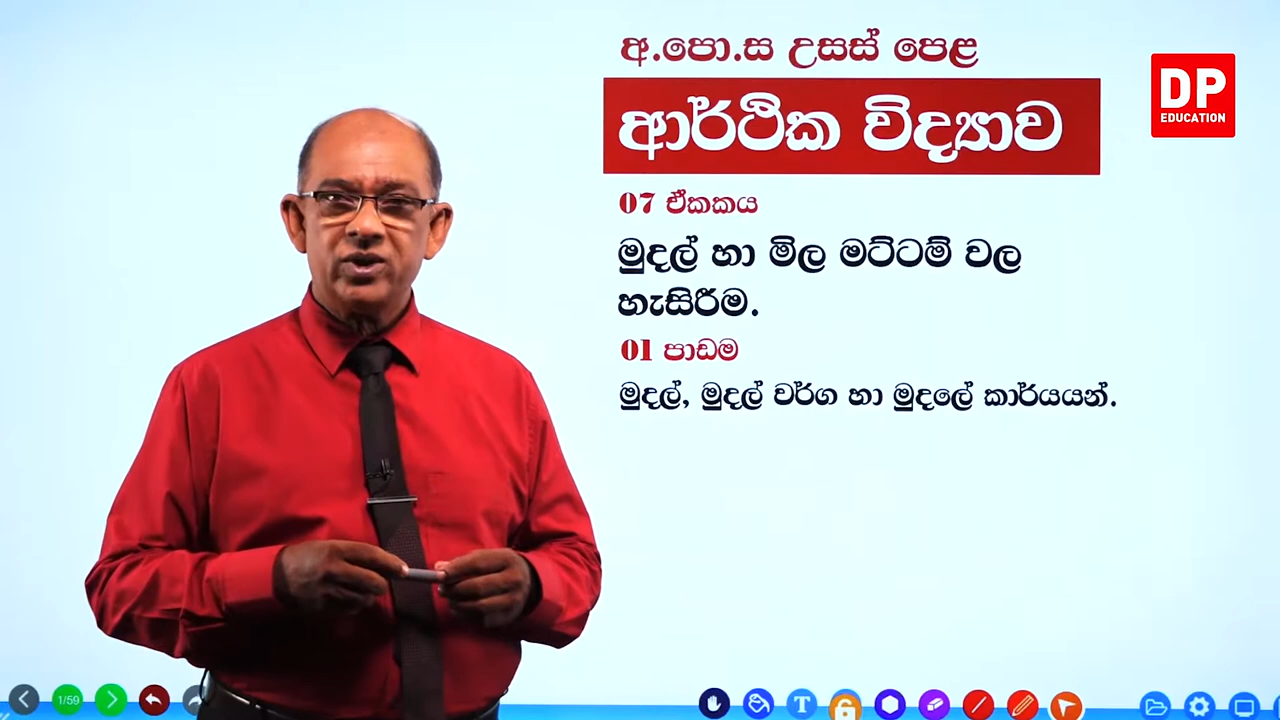 අ.පො.ස උසස් පෙළ
ආර්ථික විද්‍යාව
07 ඒකකය
මුදල් හා මිල මට්ටම් වල
හැසිරීම.
01 පාඩම
මුදල්, මුදල් වර්ග හා මුදලේ කාර්යයන්.
DP
EDUCATION
1/59
T